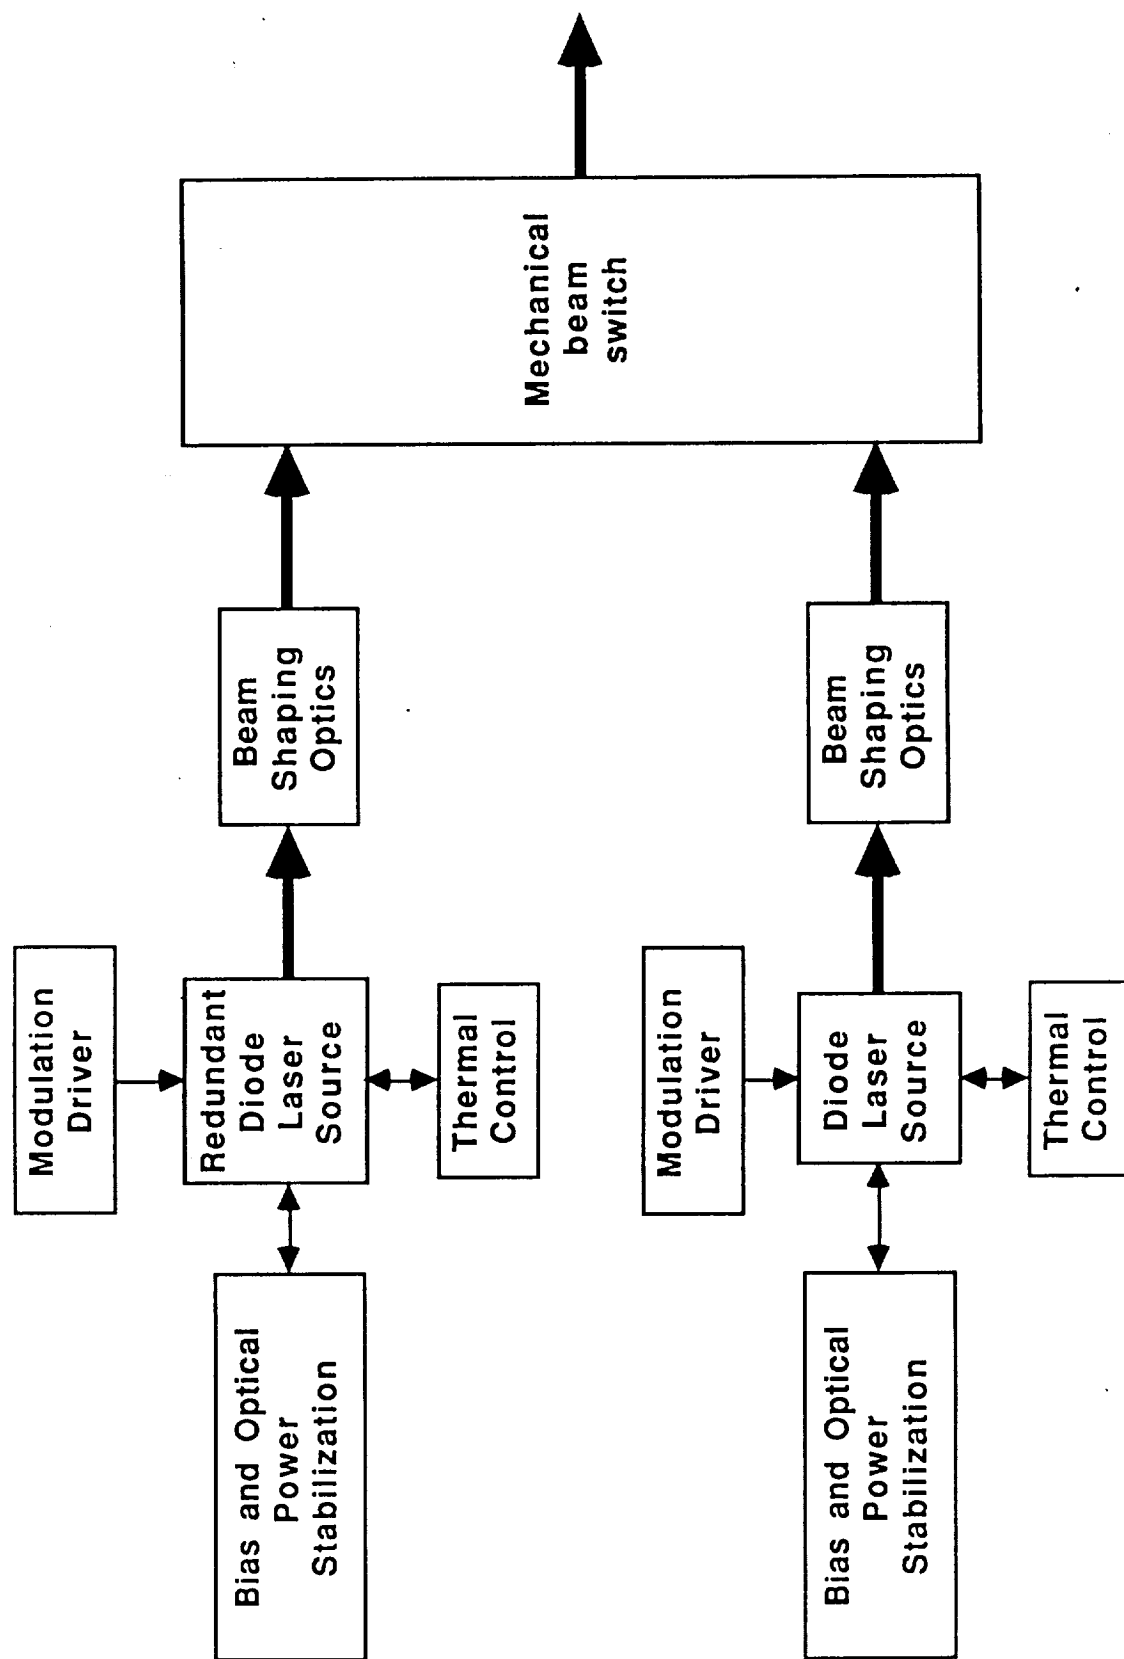 Modulation
Driver
Bias and Optical
Power
Stabilization
Redundant
Diode
Laser
Source
Beam
Shaping
Optics
Thermal
Control
Mechanical
beam
switch
Modulation
Driver
Bias and Optical
Power
Stabilization
Diode
Laser
Source
Beam
Shaping
Optics
Thermal
Control